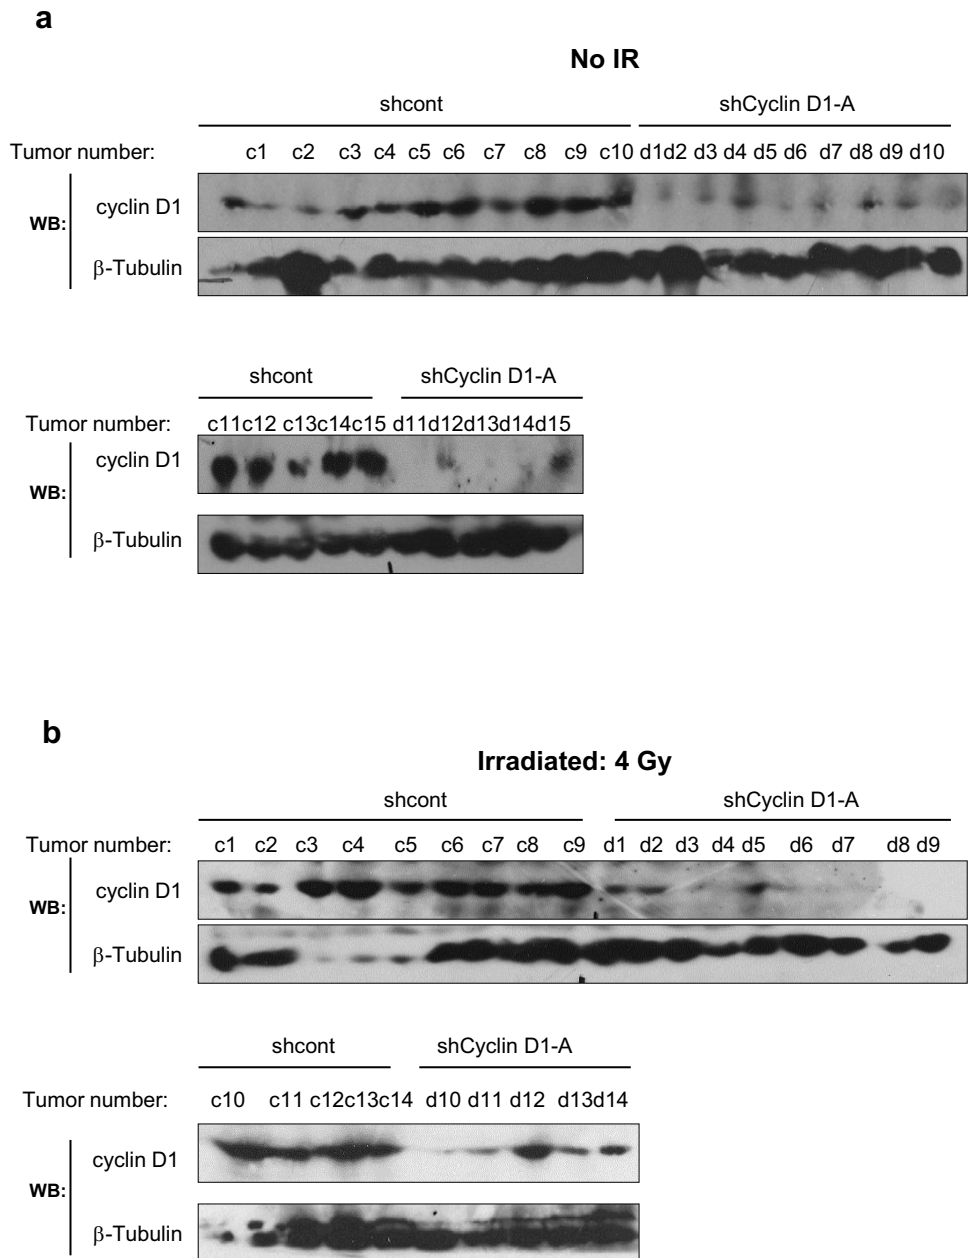 a
No IR
shcont shCyclin D1-A
Tumor number: c1 c2 c3 c4 c5 c6 c7 c8 c9 c10 d1d2 d3 d4 d5 d6 d7 d8 d9 d10
cyclin D1
WB:
β-Tubulin
shcont shCyclin D1-A
Tumor number: c11c12 c13c14c15 d11d12d13d14d15
cyclin D1
WB:
β-Tubulin
b
Irradiated: 4 Gy
shcont shCyclin D1-A
Tumor number: c1 c2 c3 c4 c5 c6 c7 c8 c9 d1 d2 d3 d4 d5 d6 d7 d8 d9
cyclin D1
WB:
β-Tubulin
shcont shCyclin D1-A
Tumor number: c10 c11 c12c13c14 d10 d11 d12 d13d14
cyclin D1
WB:
β-Tubulin